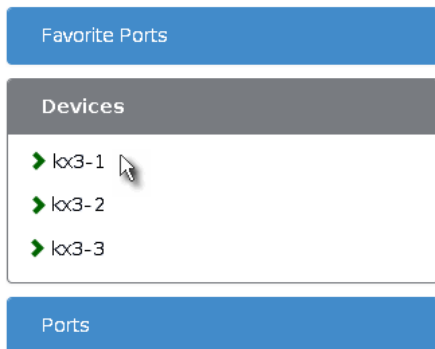 Favorite Ports
Devices
kx3-1
kx3-2
kx3-3
Ports